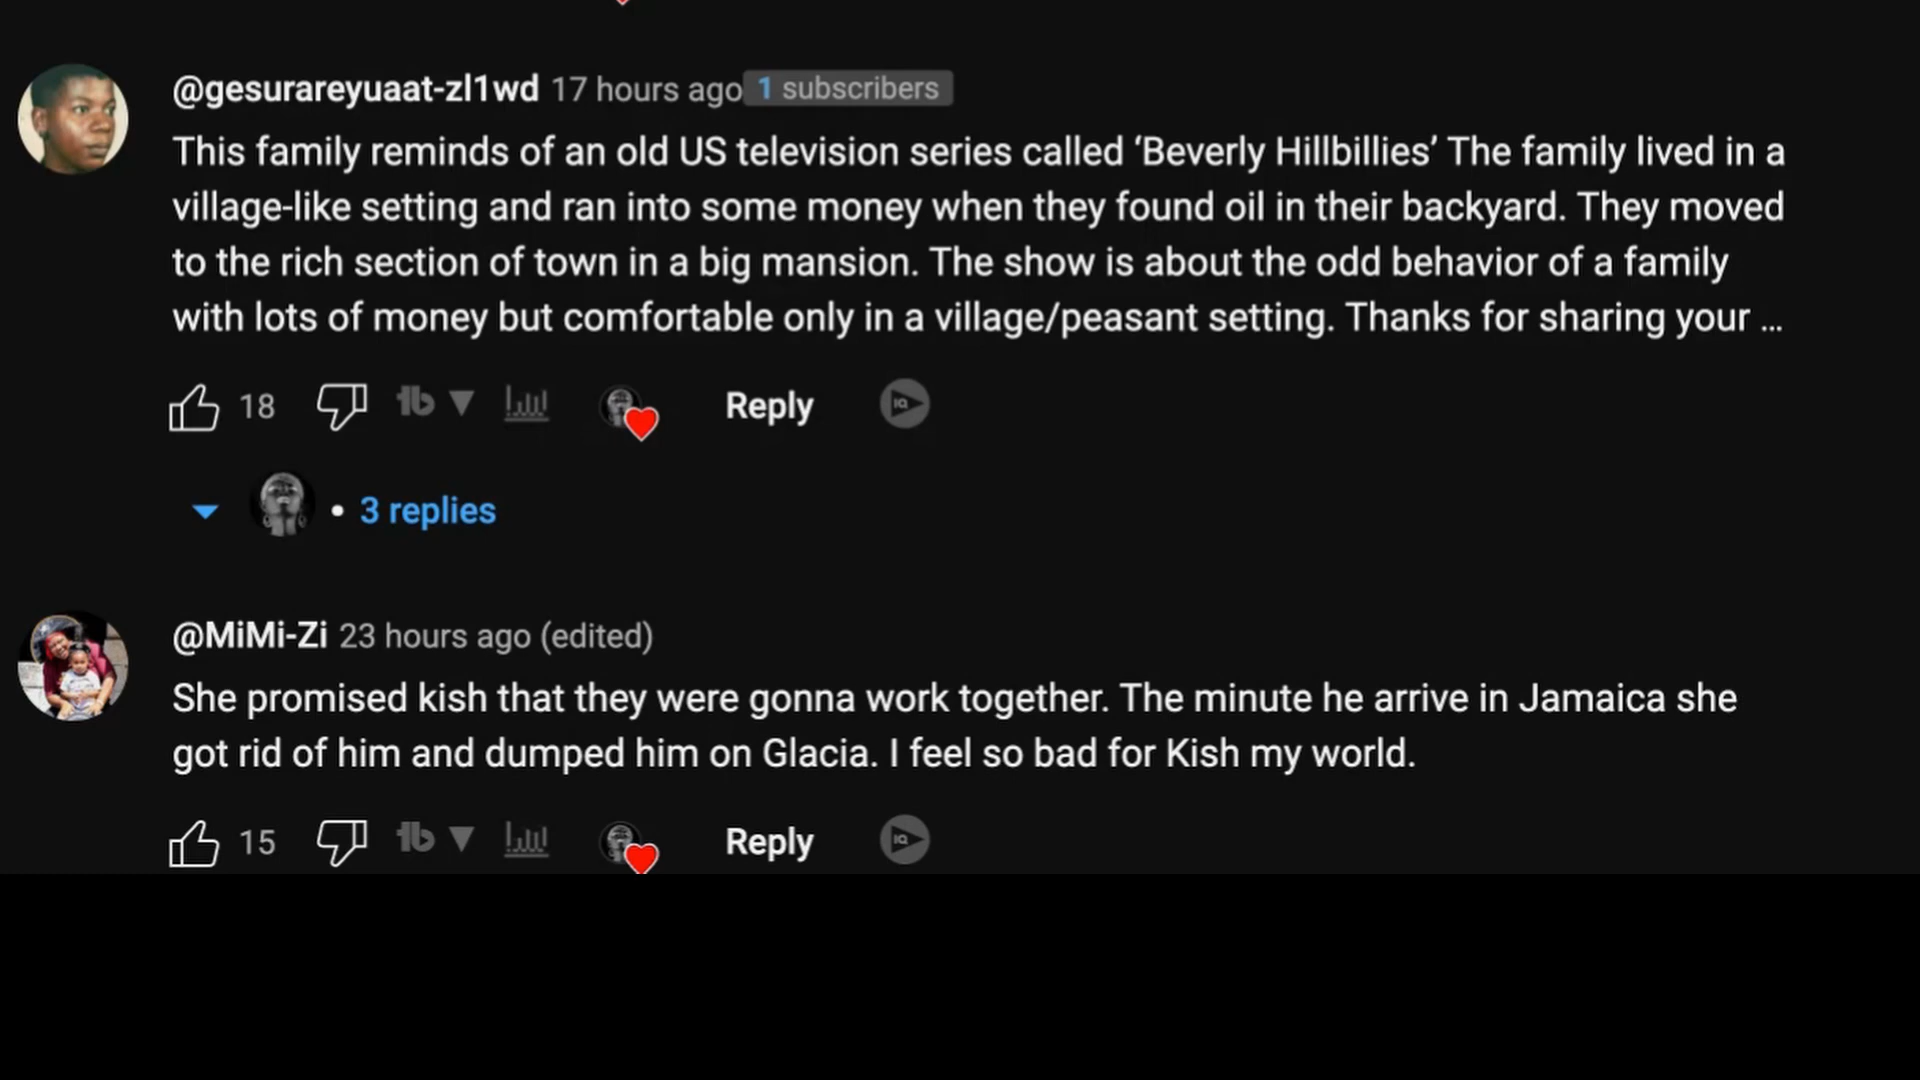 @gesurareyuaat-zl1wd 17 hours ago 1 subscribers
This family reminds of an old US television series called ‘Beverly Hillbillies’ The family lived in a
village-like setting and ran into some money when they found oil in their backyard. They moved
to the rich section of town in a big mansion. The show is about the odd behavior of a family
with lots of money but comfortable only in a village/peasant setting. Thanks for sharing your ...
18 tb Reply IQ
• 3 replies
@MiMi-Zi 23 hours ago (edited)
She promised kish that they were gonna work together. The minute he arrive in Jamaica she
got rid of him and dumped him on Glacia. I feel so bad for Kish my world.
15 tb Reply IQ